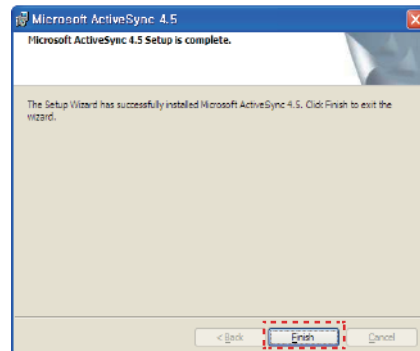 Microsoft ActiveSync 4.5
Microsoft ActiveSync 4.5 Setup is complete.
The Setup Wizard has successfully installed Microsoft ActiveSync 4.5. Click Finish to exit the
wizard.
< Back Finish Cancel